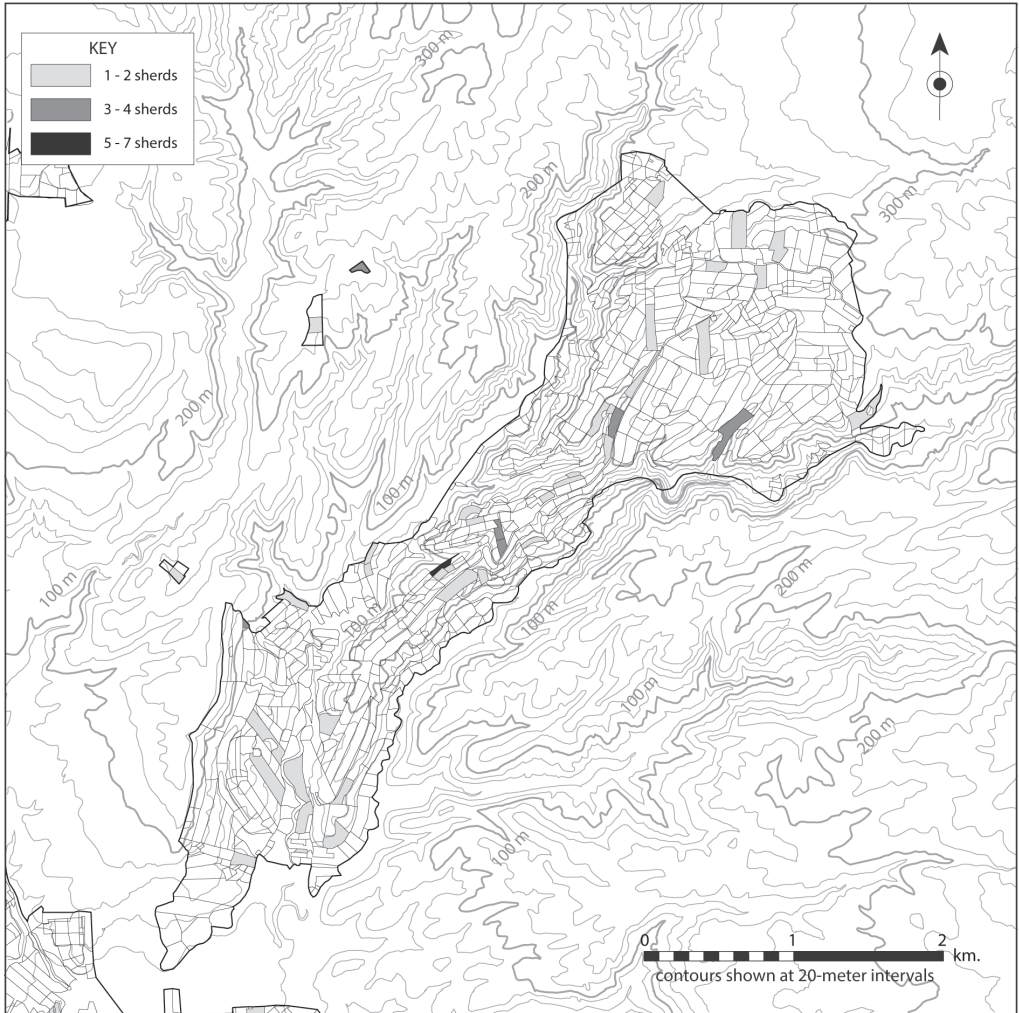 KEY
1 - 2 sherds
3 - 4 sherds
5 - 7 sherds
300 m
200 m
300 m
200 m
100 m
100 m
200 m
100 m
100 m
100 m
200 m
100 m
0 1 2
km.
contours shown at 20-meter intervals